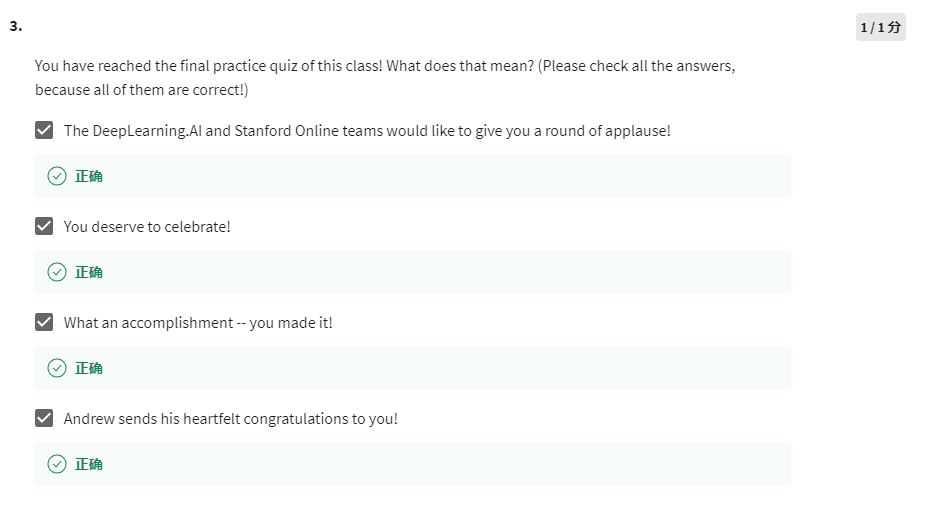 3.
1 / 1 分
You have reached the final practice quiz of this class! What does that mean? (Please check all the answers,
because all of them are correct!)
The DeepLearning.AI and Stanford Online teams would like to give you a round of applause!
正确
You deserve to celebrate!
正确
What an accomplishment -- you made it!
正确
Andrew sends his heartfelt congratulations to you!
正确